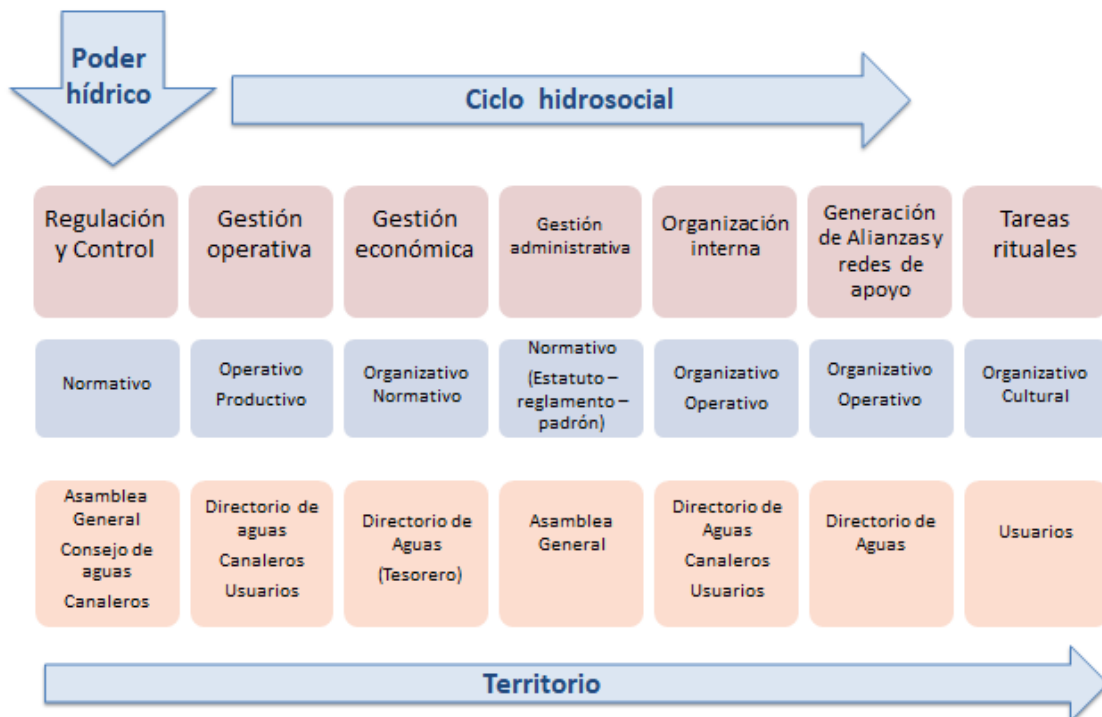 Poder
hídrico
Ciclo hidrosocial
Regulación
y Control
Gestión
operativa
Gestión
económica
Gestión
administrativa
Organización
interna
Generación
de Alianzas y
redes de
apoyo
Tareas
rituales
Normativo
Operativo
Productivo
Organizativo
Normativo
Normativo
(Estatuto –
reglamento –
padrón)
Organizativo
Operativo
Organizativo
Operativo
Organizativo
Cultural
Asamblea
General
Consejo de
aguas
Canaleros
Directorio de
aguas
Canaleros
Usuarios
Directorio de
Aguas
(Tesorero)
Asamblea
General
Directorio de
Aguas
Canaleros
Usuarios
Directorio de
Aguas
Usuarios
Territorio